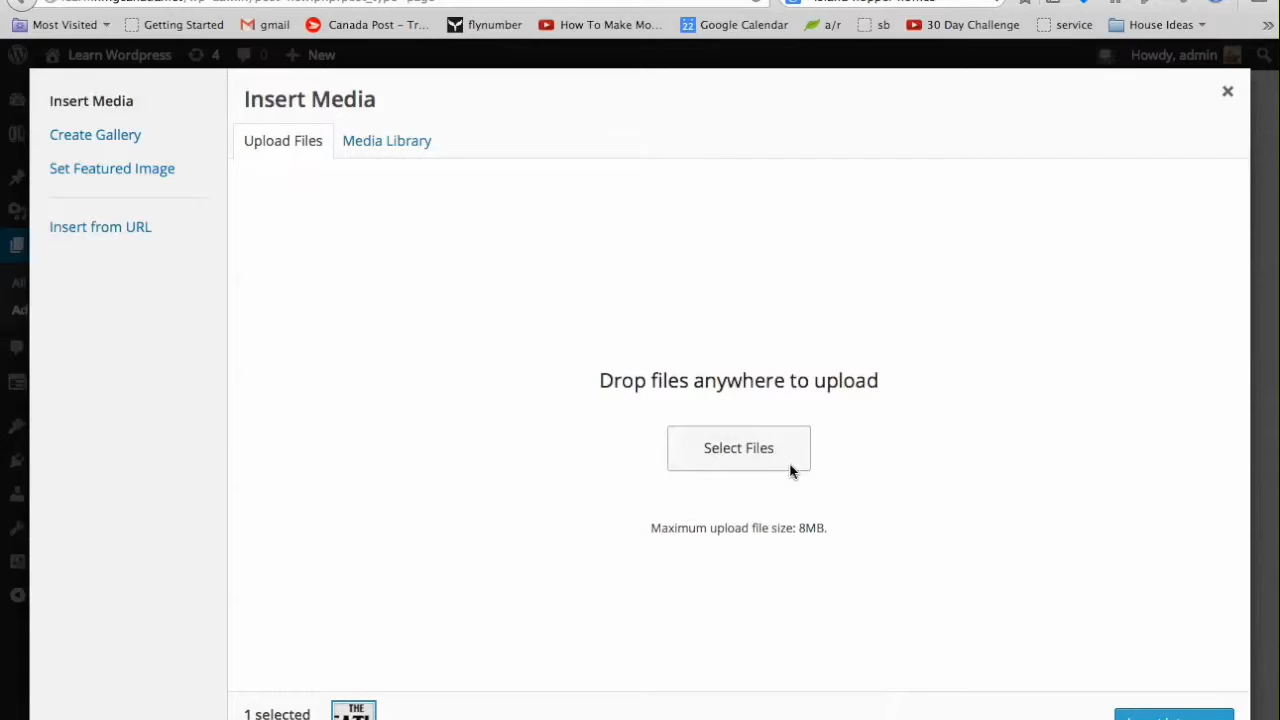 Most Visited Getting Started gmail Canada Post – Tr... flynumber How To Make Mo... 22 Google Calendar a/r sb 30 Day Challenge service House Ideas »
Learn Wordpress 4 0 + New Howdy, admin
Insert Media
Create Gallery
Set Featured Image
Insert from URL
Insert Media
Upload Files Media Library
Drop files anywhere to upload
Select Files
Maximum upload file size: 8MB.
1 selected
THE